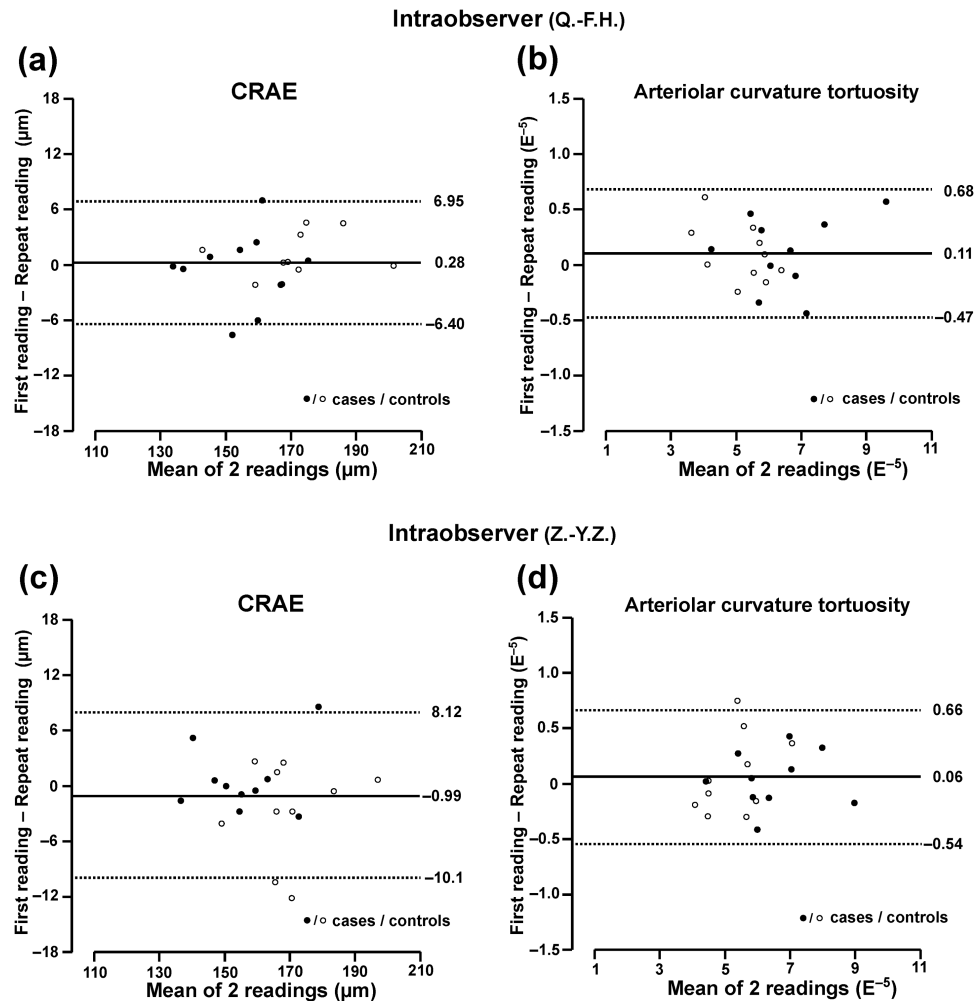 Intraobserver (Q.-F.H.)
(a)
CRAE
First reading – Repeat reading (µm)
18
12
6
0
–6
–12
–18
6.95
0.28
–6.40
●/○ cases / controls
110 130 150 170 190 210
Mean of 2 readings (µm)
(b)
Arteriolar curvature tortuosity
First reading – Repeat reading (E–5)
1.5
1.0
0.5
0
–0.5
–1.0
–1.5
0.68
0.11
–0.47
●/○ cases / controls
1 3 5 7 9 11
Mean of 2 readings (E–5)
Intraobserver (Z.-Y.Z.)
(c)
CRAE
First reading – Repeat reading (µm)
18
12
6
0
–6
–12
–18
8.12
–0.99
–10.1
●/○ cases / controls
110 130 150 170 190 210
Mean of 2 readings (µm)
(d)
Arteriolar curvature tortuosity
First reading – Repeat reading (E–5)
1.5
1.0
0.5
0
–0.5
–1.0
–1.5
0.66
0.06
–0.54
●/○ cases / controls
1 3 5 7 9 11
Mean of 2 readings (E–5)